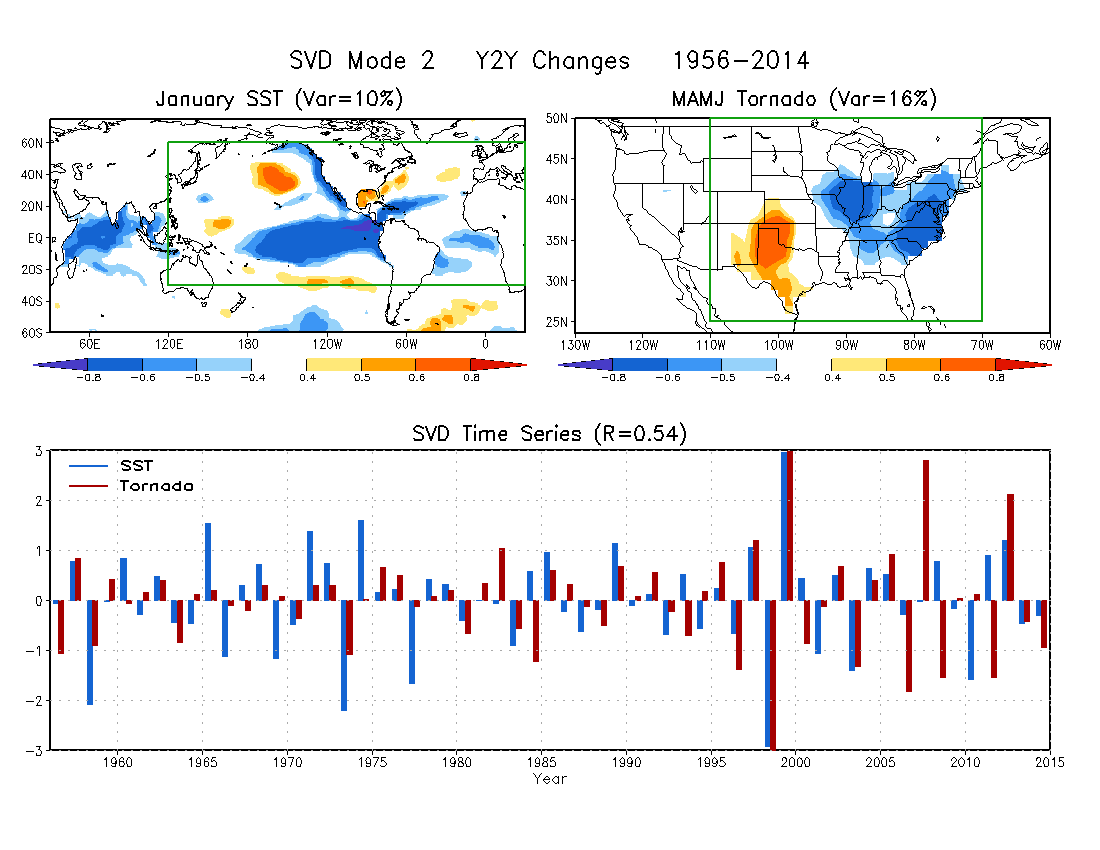 SVD Mode 2 Y2Y Changes 1956-2014
January SST (Var=10%)
MAMJ Tornado (Var=16%)
60N
40N
20N
EQ
20S
40S
60S
60E 120E 180 120W 60W 0
-0.8 -0.6 -0.5 -0.4 0.4 0.5 0.6 0.8
50N
45N
40N
35N
30N
25N
130W 120W 110W 100W 90W 80W 70W 60W
-0.8 -0.6 -0.5 -0.4 0.4 0.5 0.6 0.8
SVD Time Series (R=0.54)
SST
Tornado
3
2
1
0
-1
-2
-3
1960 1965 1970 1975 1980 1985 1990 1995 2000 2005 2010 2015
Year